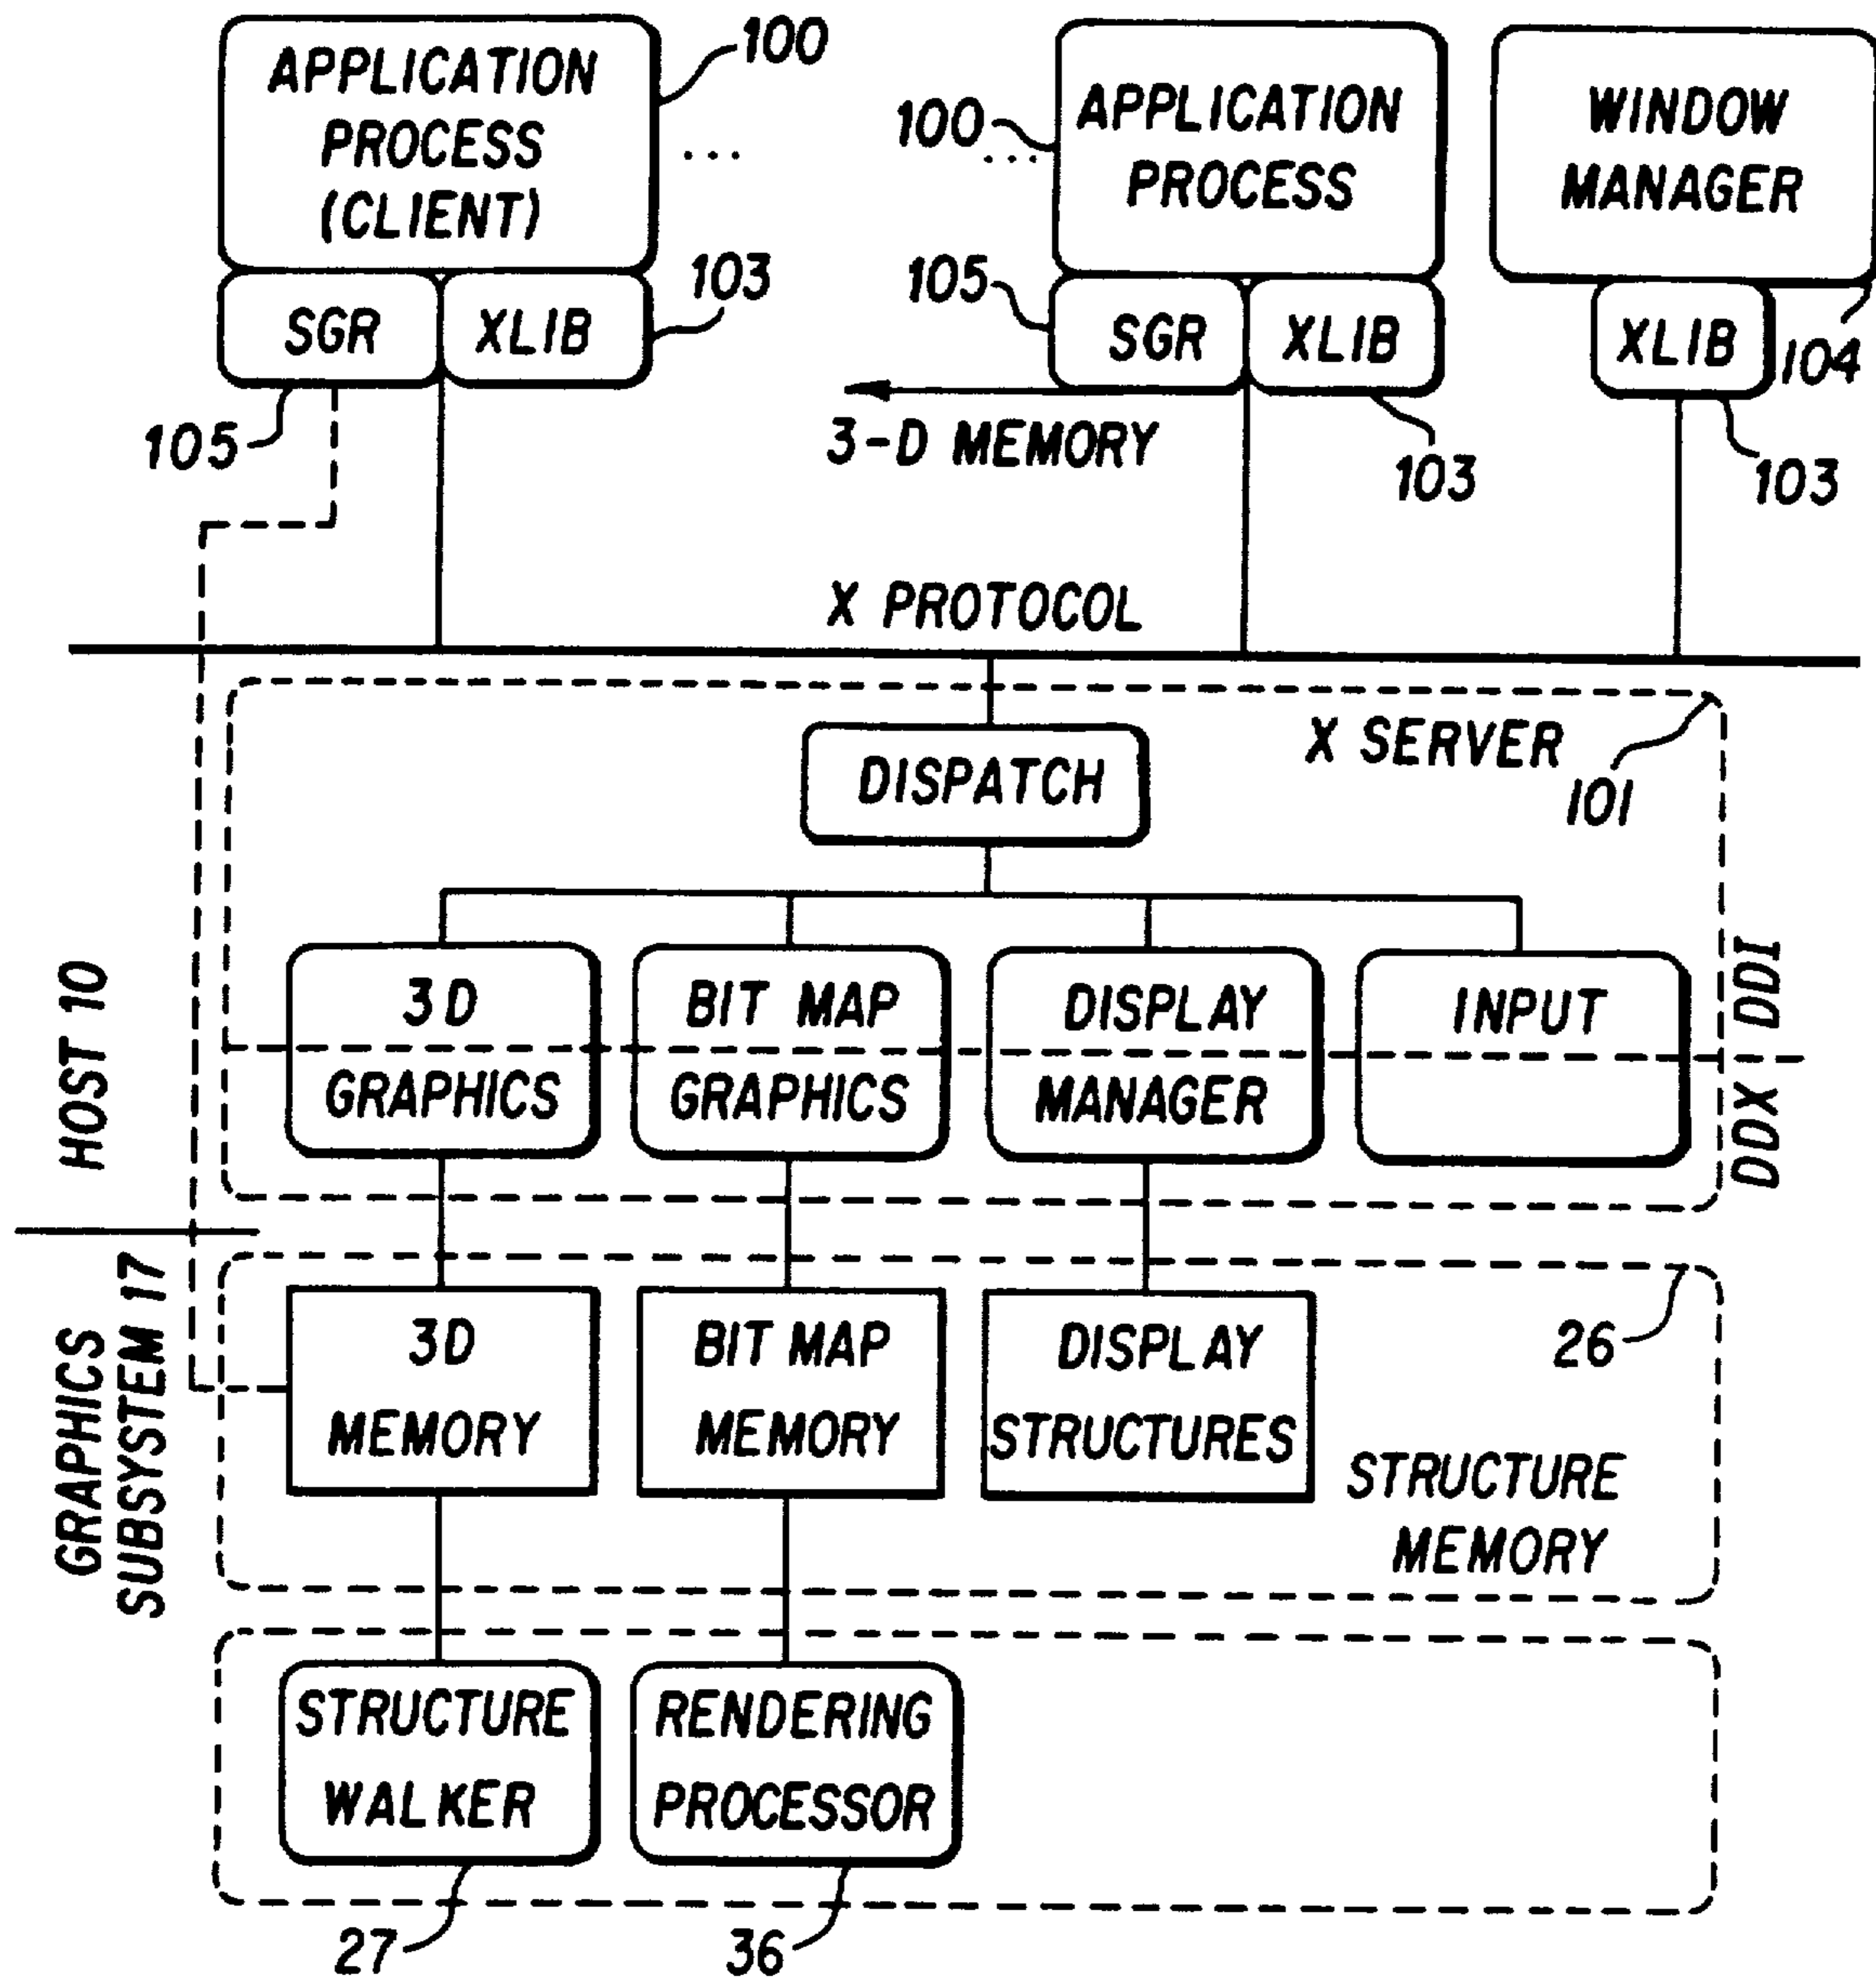 APPLICATION
PROCESS
(CLIENT)
100
...
100
...
APPLICATION
PROCESS
WINDOW
MANAGER
SGR
XLIB
103
105
SGR
XLIB
XLIB
104
105
3-D MEMORY
103
103
X PROTOCOL
X SERVER
101
DISPATCH
HOST 10
3D
GRAPHICS
BIT MAP
GRAPHICS
DISPLAY
MANAGER
INPUT
DDX DDI
GRAPHICS
SUBSYSTEM 17
3D
MEMORY
BIT MAP
MEMORY
DISPLAY
STRUCTURES
26
STRUCTURE
MEMORY
STRUCTURE
WALKER
RENDERING
PROCESSOR
27
36